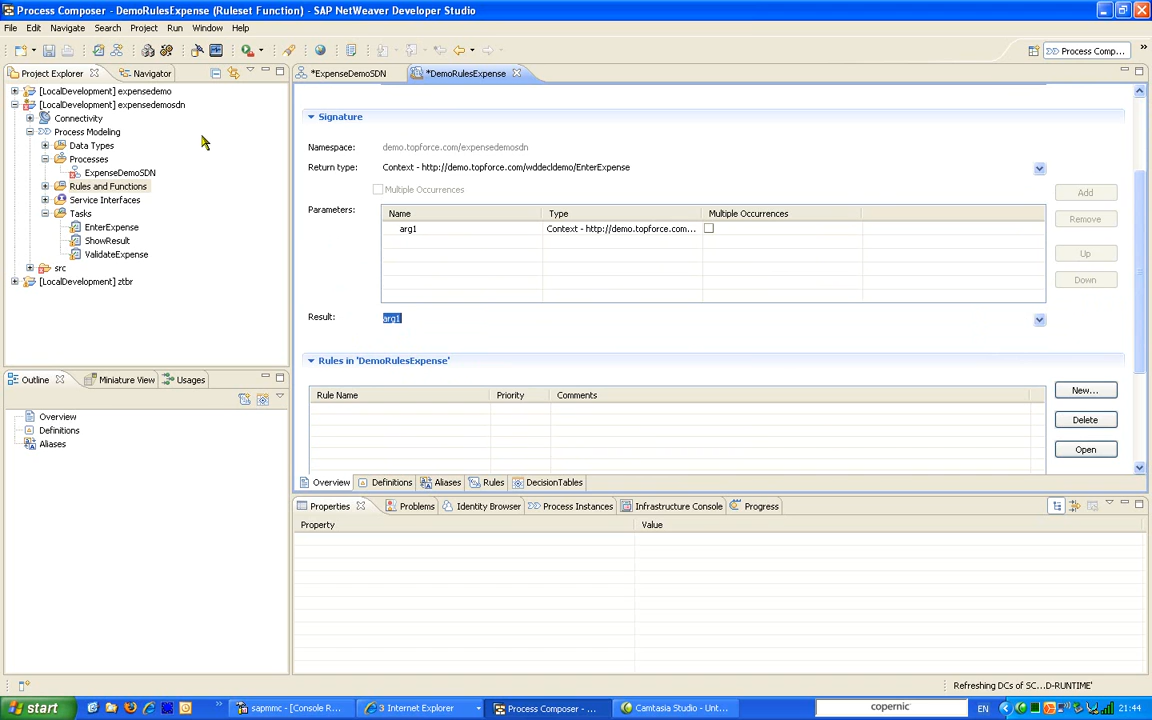 Process Composer - DemoRulesExpense (Ruleset Function) - SAP NetWeaver Developer Studio
File Edit Navigate Search Project Run Window Help
Process Comp...
Project Explorer Navigator
[LocalDevelopment] expensedemo
[LocalDevelopment] expensedemosdn
Connectivity
Process Modeling
Data Types
Processes
ExpenseDemoSDN
Rules and Functions
Service Interfaces
Tasks
EnterExpense
ShowResult
ValidateExpense
src
[LocalDevelopment] ztbr
Outline Miniature View Usages
Overview
Definitions
Aliases
*ExpenseDemoSDN *DemoRulesExpense
Signature
Namespace: demo.topforce.com/expensedemosdn
Return type: Context - http://demo.topforce.com/wddecldemo/EnterExpense
Multiple Occurrences
Parameters:
Name Type Multiple Occurrences
arg1 Context - http://demo.topforce.com...
Add
Remove
Up
Down
Result: arg1
Rules in 'DemoRulesExpense'
Rule Name Priority Comments
New...
Delete
Open
Overview Definitions Aliases Rules DecisionTables
Properties Problems Identity Browser Process Instances Infrastructure Console Progress
Property Value
Refreshing DCs of SC...D-RUNTIME'
start sapmmc - [Console R... 3 Internet Explorer Process Composer - ... Camtasia Studio - Unt... copernic EN 21:44